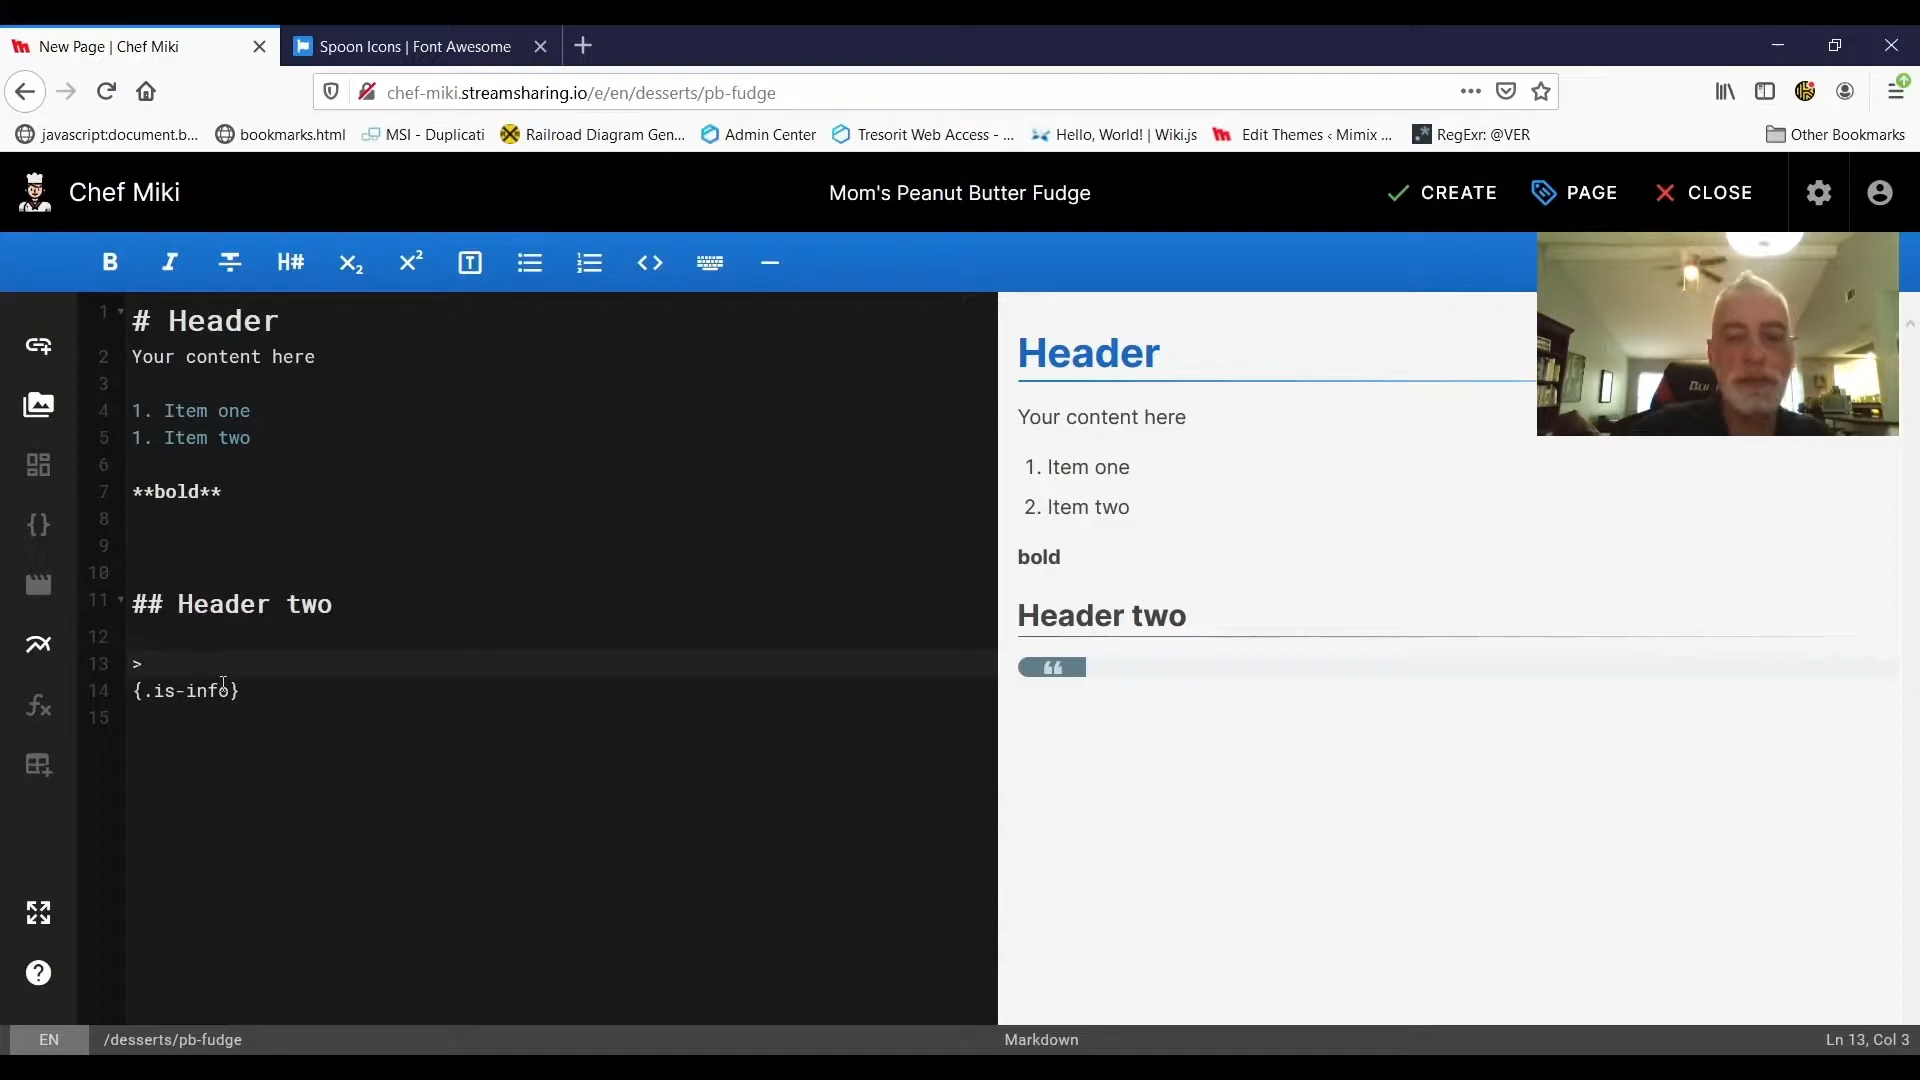 New Page | Chef Miki
Spoon Icons | Font Awesome
chef-miki.streamsharing.io/e/en/desserts/pb-fudge
javascript:document.b...
bookmarks.html
MSI - Duplicati
Railroad Diagram Gen...
Admin Center
Tresorit Web Access - ...
Hello, World! | Wiki.js
Edit Themes ‹ Mimix ...
RegExr: @VER
Other Bookmarks
Chef Miki
Mom's Peanut Butter Fudge
CREATE
PAGE
CLOSE
B I H# X₂ X² T
1 # Header
2 Your content here
3
4 1. Item one
5 1. Item two
6
7 **bold**
8
9
10
11 ## Header two
12
13 >
14 {.is-info}
15
Header
Your content here
1. Item one
2. Item two
bold
Header two
EN
/desserts/pb-fudge
Markdown
Ln 13, Col 3